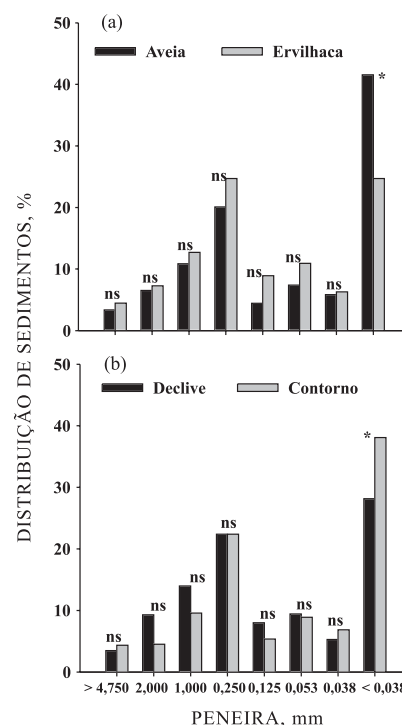 DISTRIBUIÇÃO DE SEDIMENTOS, %
(a)
Aveia Ervilhaca
50
40
30
20
10
0
ns ns ns ns ns ns ns *
(b)
Declive Contorno
50
40
30
20
10
0
ns ns ns ns ns ns ns *
> 4,750 2,000 1,000 0,250 0,125 0,053 0,038 < 0,038
PENEIRA, mm